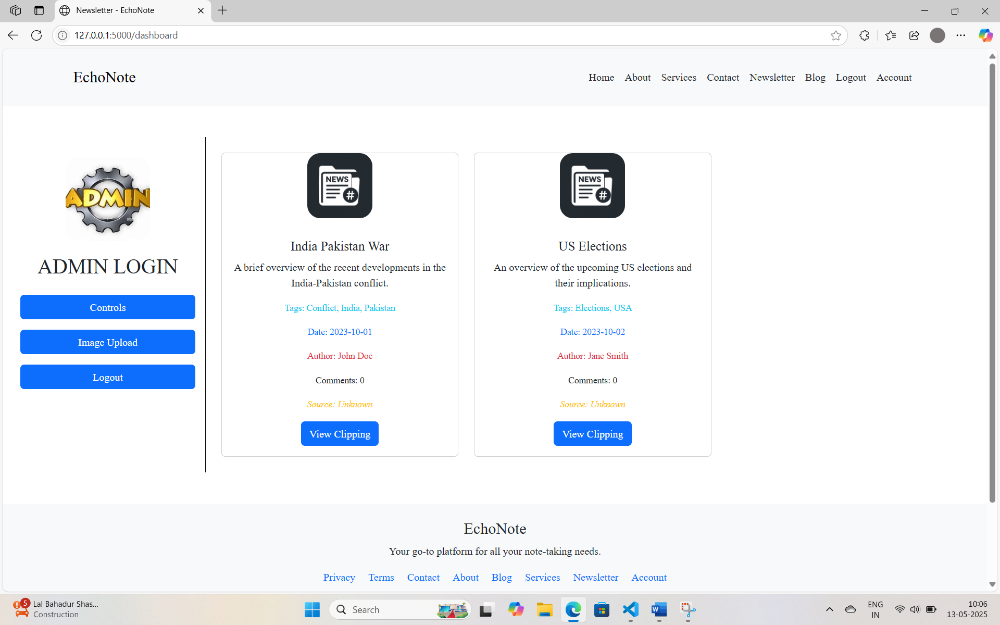 Newsletter - EchoNote
127.0.0.1:5000/dashboard
EchoNote
Home About Services Contact Newsletter Blog Logout Account
ADMIN
ADMIN LOGIN
Controls
Image Upload
Logout
NEWS
#
India Pakistan War
A brief overview of the recent developments in the
India-Pakistan conflict.
Tags: Conflict, India, Pakistan
Date: 2023-10-01
Author: John Doe
Comments: 0
Source: Unknown
View Clipping
NEWS
#
US Elections
An overview of the upcoming US elections and
their implications.
Tags: Elections, USA
Date: 2023-10-02
Author: Jane Smith
Comments: 0
Source: Unknown
View Clipping
EchoNote
Your go-to platform for all your note-taking needs.
Privacy Terms Contact About Blog Services Newsletter Account
5
Lal Bahadur Shas...
Construction
Search
W
ENG
IN
10:06
13-05-2025